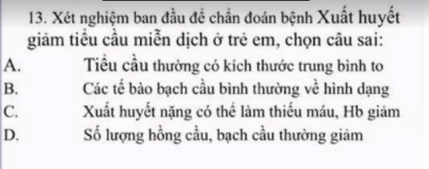 13. Xét nghiệm ban đầu để chẩn đoán bệnh Xuất huyết
giảm tiểu cầu miễn dịch ở trẻ em, chọn câu sai:
A. Tiểu cầu thường có kích thước trung bình to
B. Các tế bào bạch cầu bình thường về hình dạng
C. Xuất huyết nặng có thể làm thiếu máu, Hb giảm
D. Số lượng hồng cầu, bạch cầu thường giảm